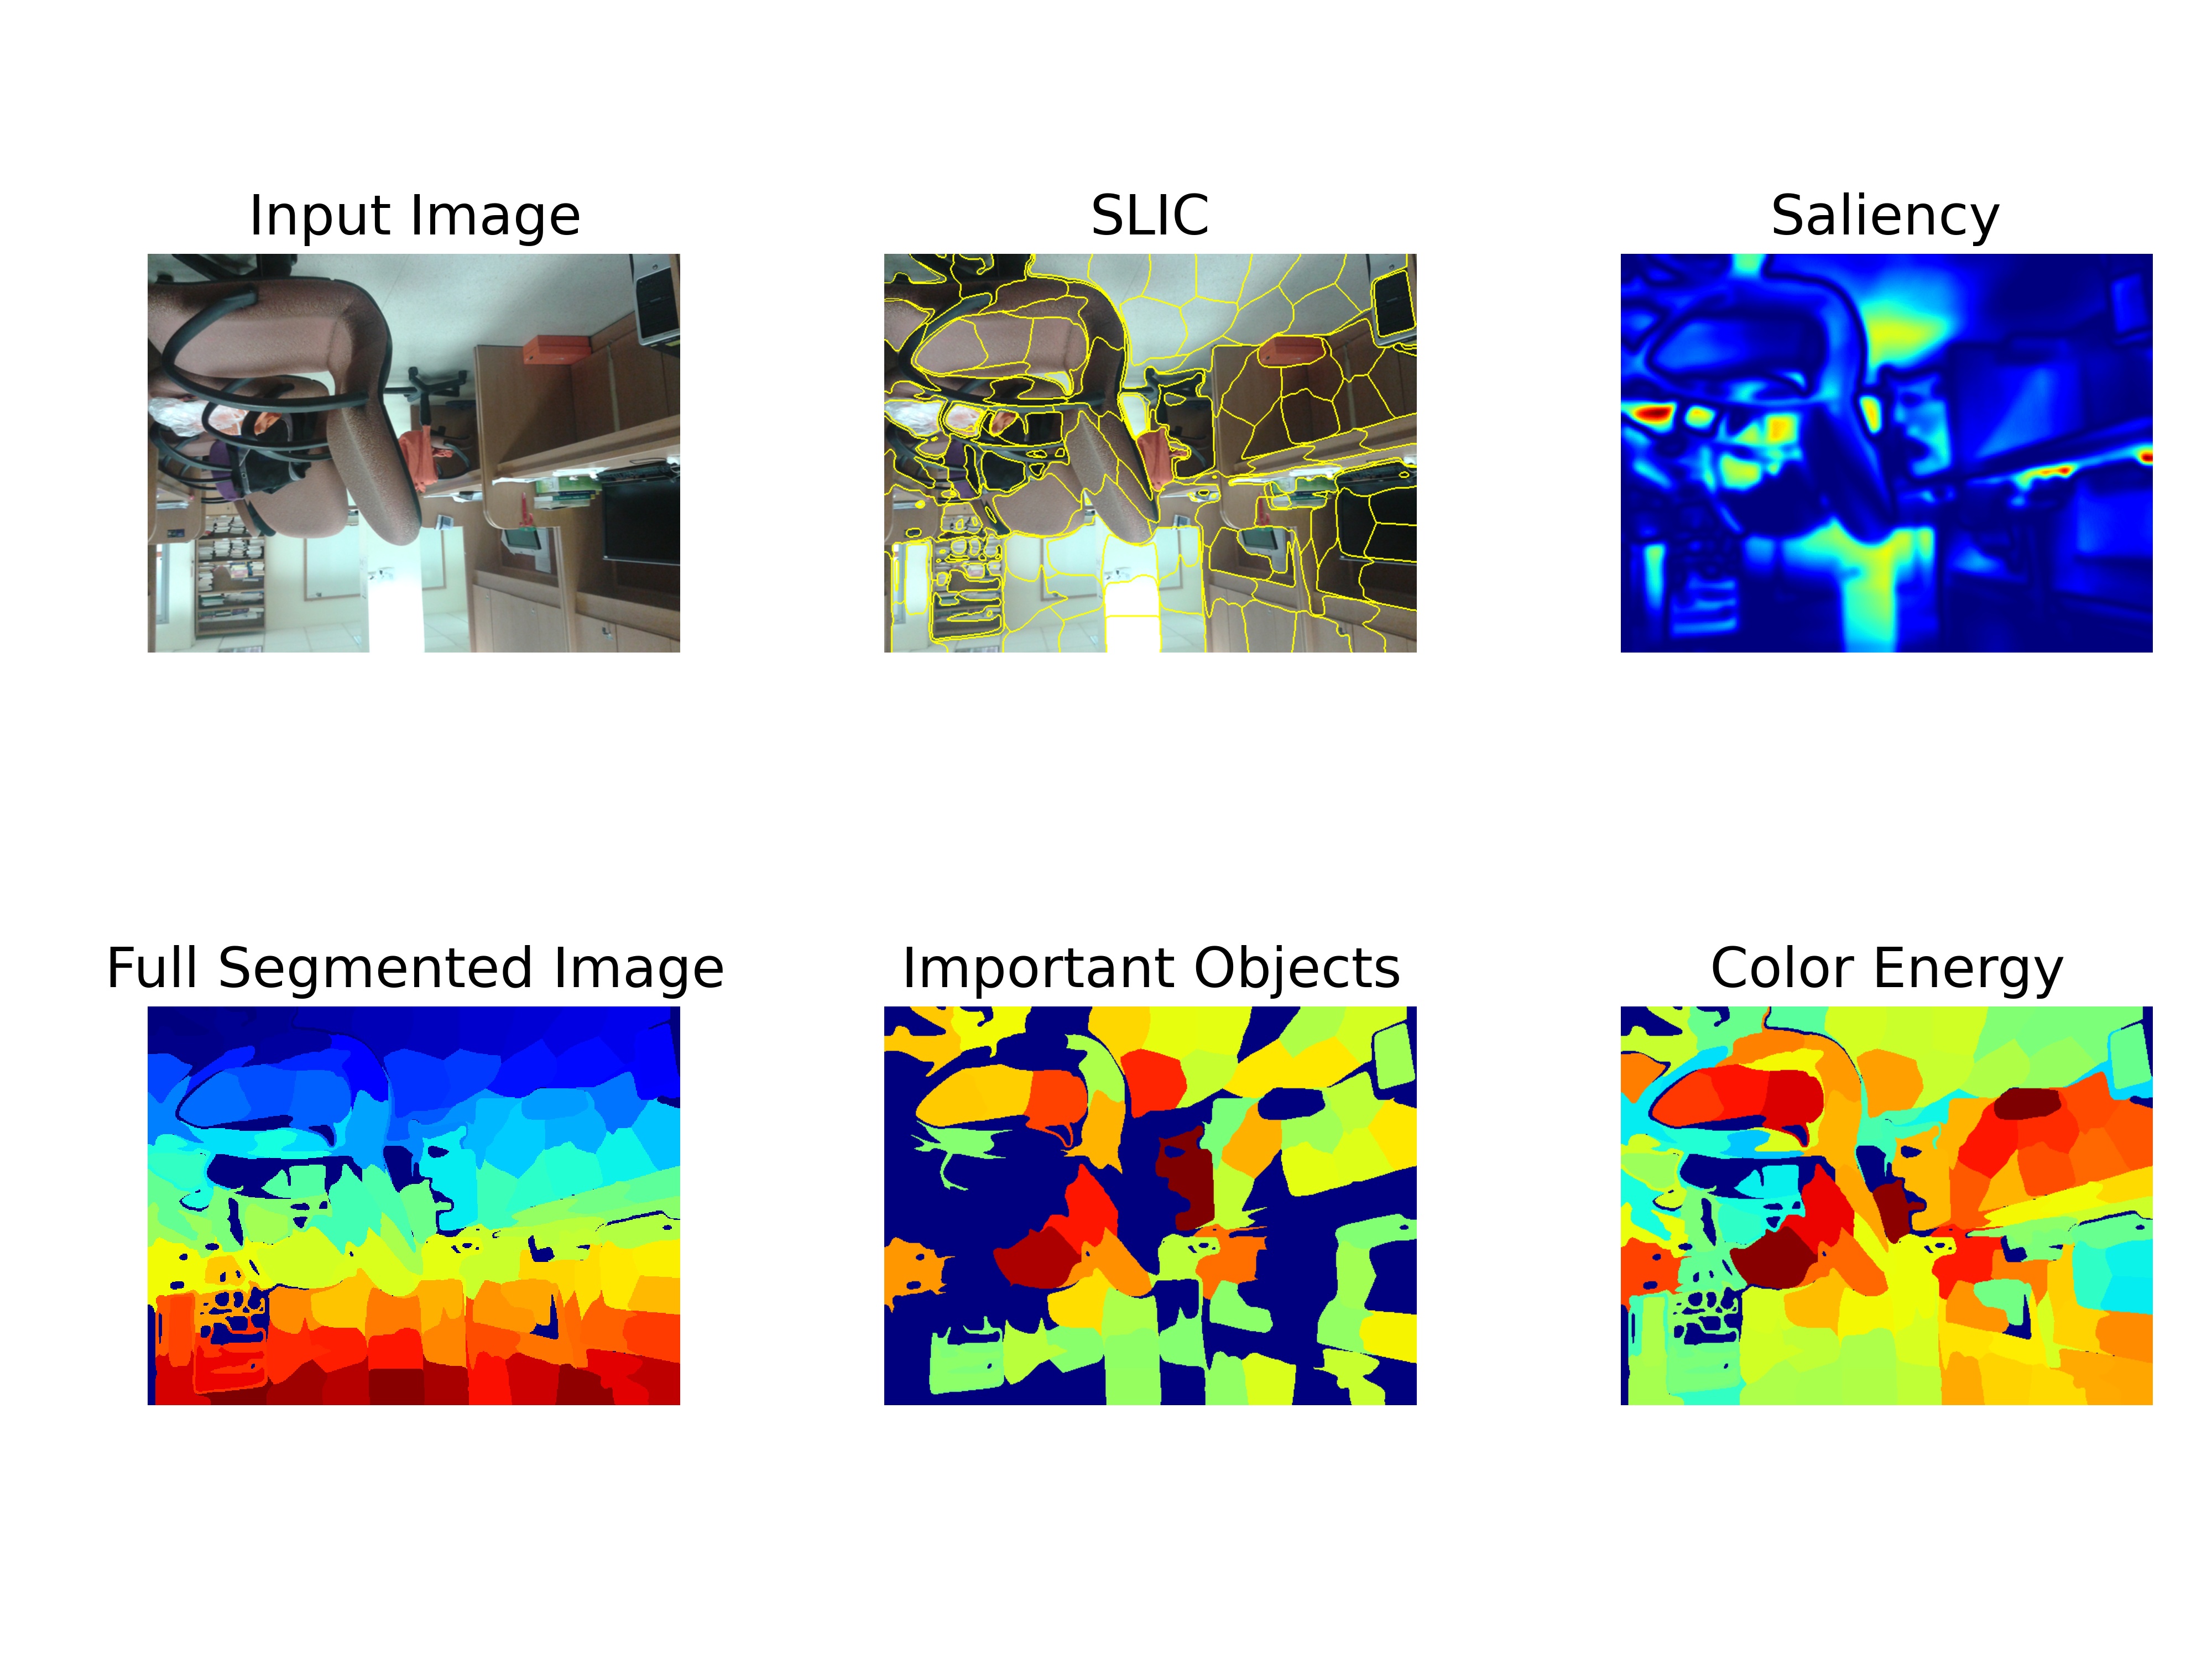 Input Image
SLIC
Saliency
Full Segmented Image
Important Objects
Color Energy